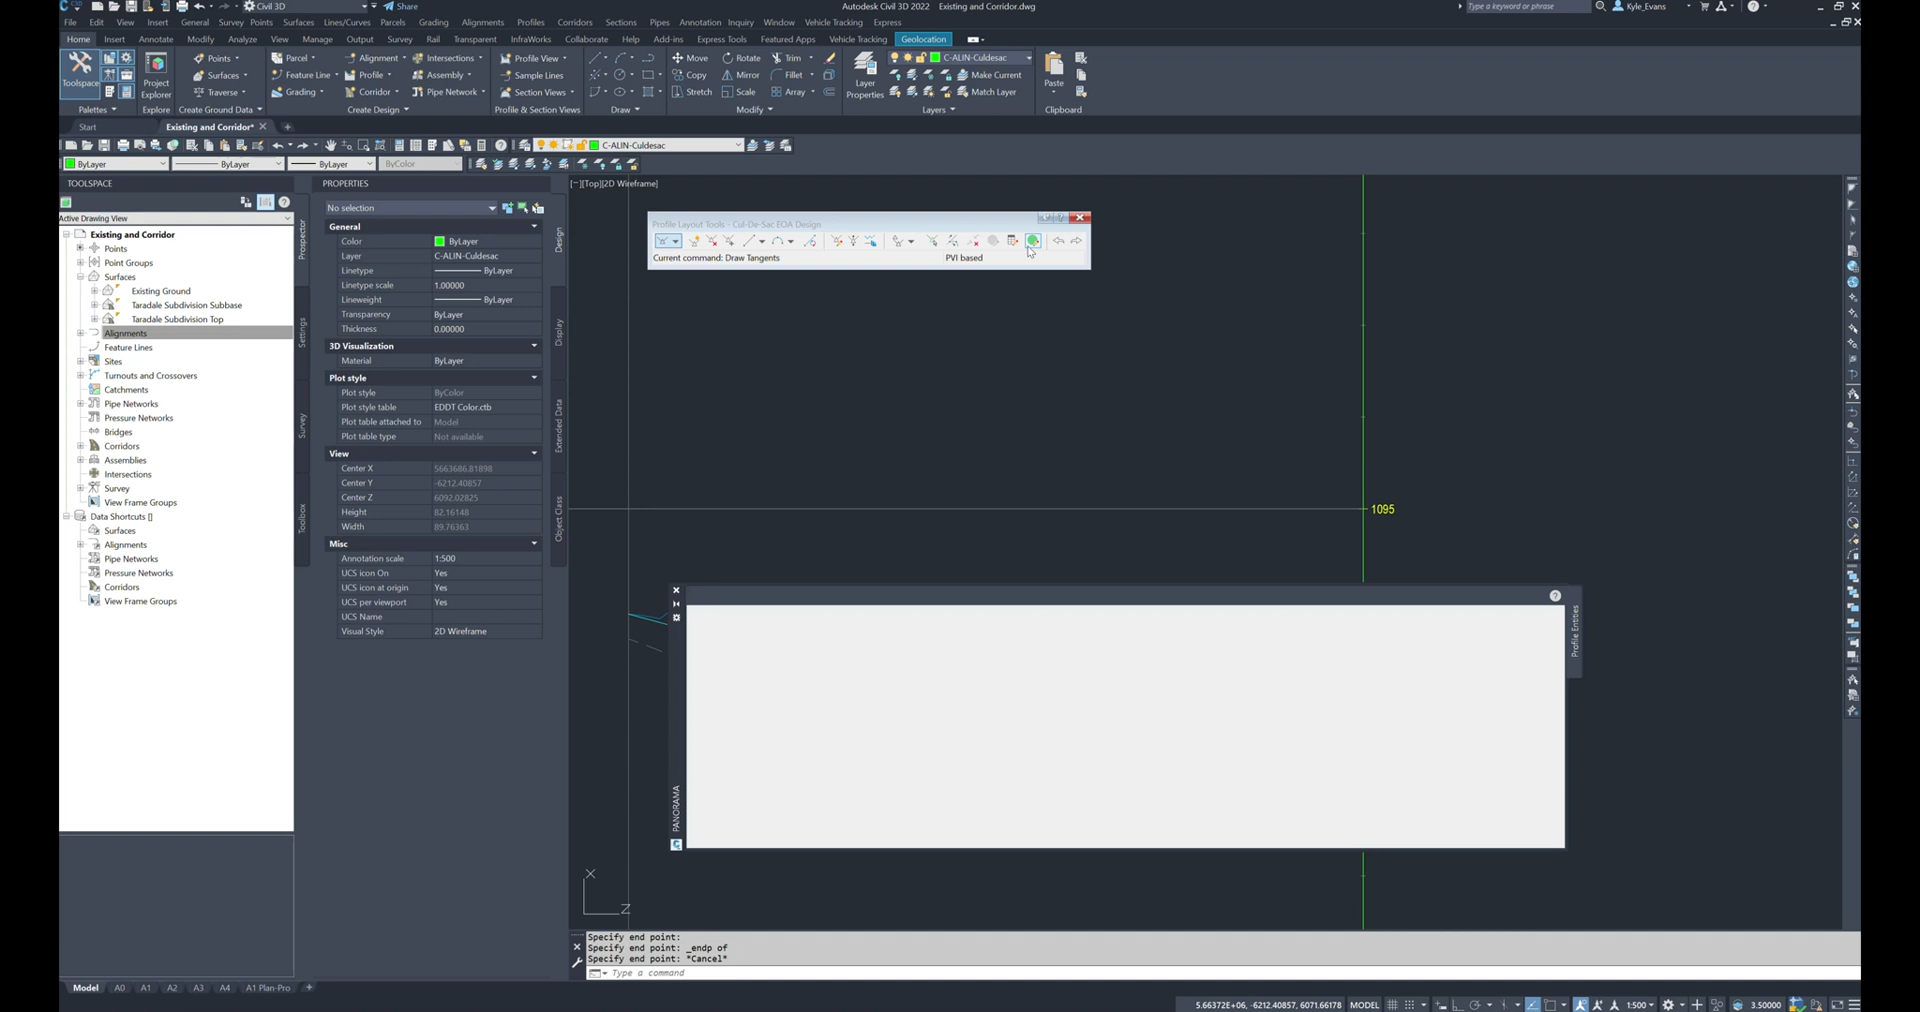 Civil 3D
Share
Autodesk Civil 3D 2022 Existing and Corridor.dwg
Type a keyword or phrase
Kyle_Evans
File Edit View Insert General Survey Points Surfaces Lines/Curves Parcels Grading Alignments Profiles Corridors Sections Pipes Annotation Inquiry Window Vehicle Tracking Express
Home Insert Annotate Modify Analyze View Manage Output Survey Rail Transparent InfraWorks Collaborate Help Add-ins Express Tools Featured Apps Vehicle Tracking Geolocation
Points Parcel Alignment Intersections Profile View Move Rotate Trim C-ALIN-Culdesac
Surfaces Feature Line Profile Assembly Sample Lines Copy Mirror Fillet Make Current
Toolspace Project Explorer Traverse Grading Corridor Pipe Network Section Views Stretch Scale Array Layer Properties Match Layer Paste
Palettes Explore Create Ground Data Create Design Profile & Section Views Draw Modify Layers Clipboard
Start Existing and Corridor*
C-ALIN-Culdesac
ByLayer ByLayer ByLayer ByColor
TOOLSPACE
Active Drawing View
Existing and Corridor
Points
Point Groups
Surfaces
Existing Ground
Taradale Subdivision Subbase
Taradale Subdivision Top
Alignments
Feature Lines
Sites
Turnouts and Crossovers
Catchments
Pipe Networks
Pressure Networks
Bridges
Corridors
Assemblies
Intersections
Survey
View Frame Groups
Data Shortcuts []
Surfaces
Alignments
Pipe Networks
Pressure Networks
Corridors
View Frame Groups
Prospector
Settings
Survey
Toolbox
PROPERTIES
No selection
General
Color ByLayer
Layer C-ALIN-Culdesac
Linetype ByLayer
Linetype scale 1.00000
Lineweight ByLayer
Transparency ByLayer
Thickness 0.00000
3D Visualization
Material ByLayer
Plot style
Plot style ByColor
Plot style table EDDT Color.ctb
Plot table attached to Model
Plot table type Not available
View
Center X 5663686.81898
Center Y -6212.40857
Center Z 6092.02825
Height 82.16148
Width 89.76363
Misc
Annotation scale 1:500
UCS icon On Yes
UCS icon at origin Yes
UCS per viewport Yes
UCS Name
Visual Style 2D Wireframe
Design
Display
Extended Data
Object Class
[−][Top][2D Wireframe]
Profile Layout Tools - Cul-De-Sac EOA Design
Current command: Draw Tangents PVI based
1095
PANORAMA
Profile Entities
X
Z
Specify end point:
Specify end point: _endp of
Specify end point: *Cancel*
Type a command
Model A0 A1 A2 A3 A4 A1 Plan-Pro +
5.66372E+06, -6212.40857, 6071.66178 MODEL 1:500 3.50000